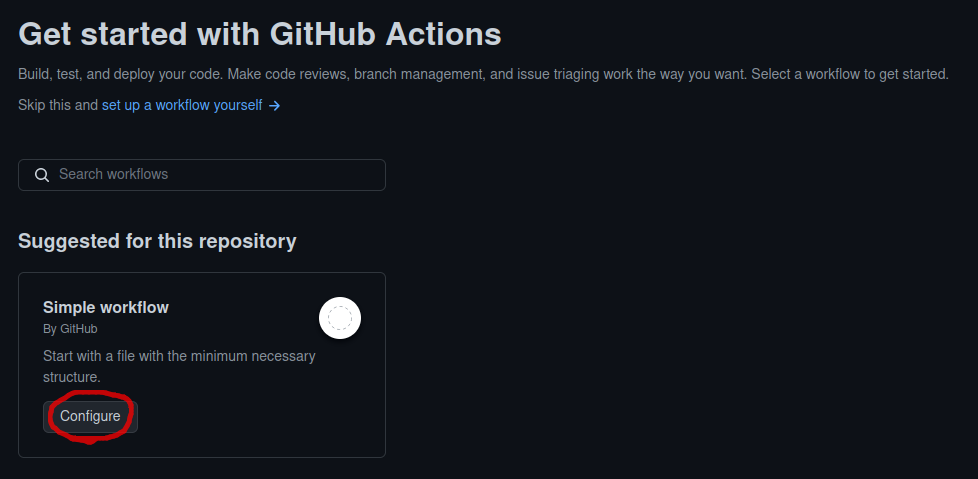 Get started with GitHub Actions
Build, test, and deploy your code. Make code reviews, branch management, and issue triaging work the way you want. Select a workflow to get started.
Skip this and set up a workflow yourself →
Search workflows
Suggested for this repository
Simple workflow
By GitHub
Start with a file with the minimum necessary
structure.
Configure